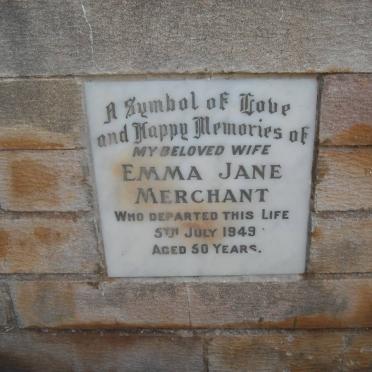 A Symbol of Love
and Happy Memories of
MY BELOVED WIFE
EMMA JANE
MERCHANT
WHO DEPARTED THIS LIFE
5TH JULY 1949
AGED 50 YEARS.